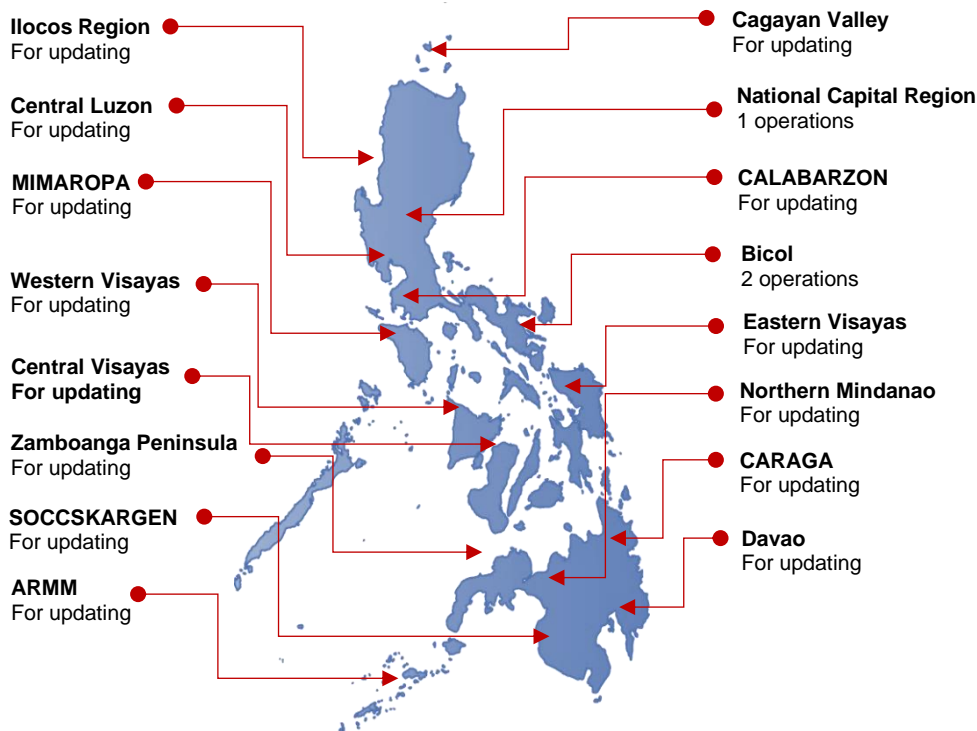 Ilocos Region
For updating
Central Luzon
For updating
MIMAROPA
For updating
Western Visayas
For updating
Central Visayas
For updating
Zamboanga Peninsula
For updating
SOCCSKARGEN
For updating
ARMM
For updating
Cagayan Valley
For updating
National Capital Region
1 operations
CALABARZON
For updating
Bicol
2 operations
Eastern Visayas
For updating
Northern Mindanao
For updating
CARAGA
For updating
Davao
For updating